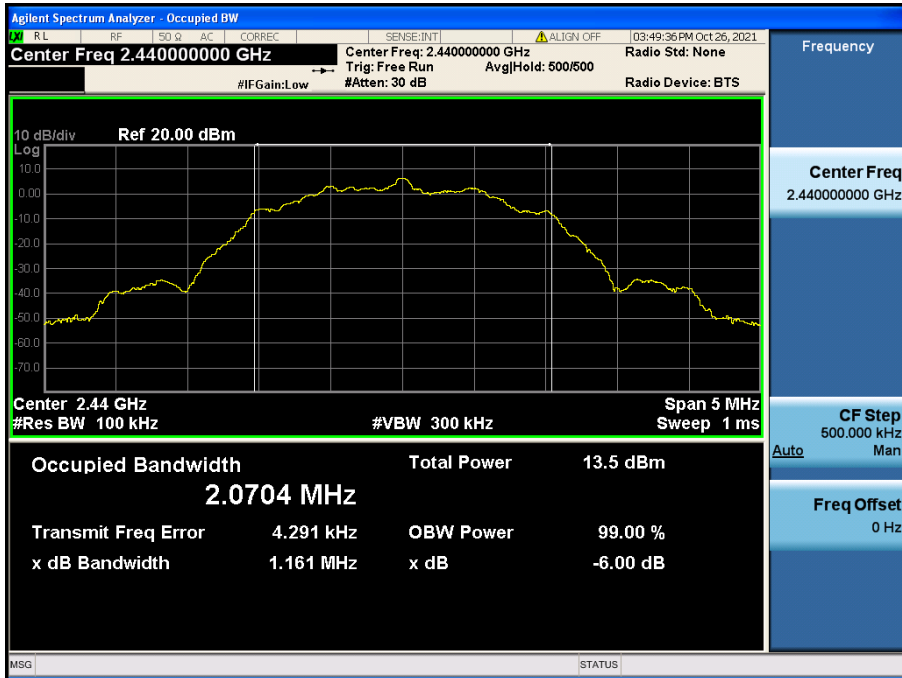 Agilent Spectrum Analyzer - Occupied BW
LXI RL RF 50 Ω AC CORREC SENSE:INT ALIGN OFF 03:49:36 PM Oct 26, 2021
Center Freq 2.440000000 GHz
Center Freq: 2.440000000 GHz
Radio Std: None
Trig: Free Run Avg|Hold: 500/500
#IFGain:Low
#Atten: 30 dB
Radio Device: BTS
10 dB/div Ref 20.00 dBm
Log
10.0
0.00
-10.0
-20.0
-30.0
-40.0
-50.0
-60.0
-70.0
Center 2.44 GHz Span 5 MHz
#Res BW 100 kHz #VBW 300 kHz Sweep 1 ms
Occupied Bandwidth Total Power 13.5 dBm
2.0704 MHz
Transmit Freq Error 4.291 kHz OBW Power 99.00 %
x dB Bandwidth 1.161 MHz x dB -6.00 dB
MSG STATUS
Frequency
Center Freq
2.440000000 GHz
CF Step
500.000 kHz
Auto Man
Freq Offset
0 Hz